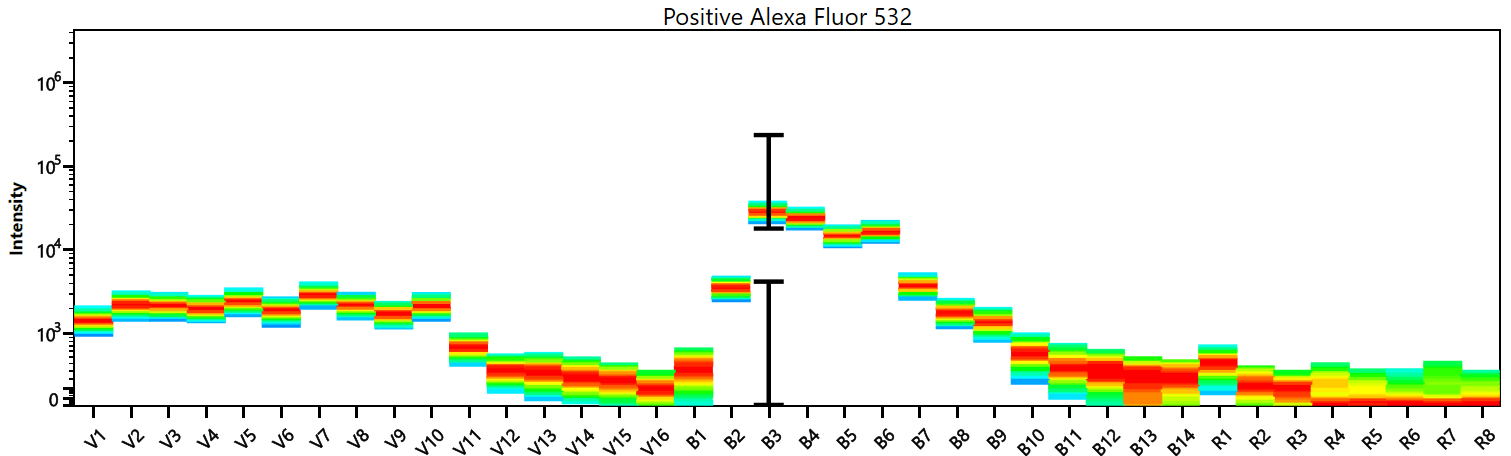 Positive Alexa Fluor 532
Intensity
10^6
10^5
10^4
10^3
0
V1 V2 V3 V4 V5 V6 V7 V8 V9 V10 V11 V12 V13 V14 V15 V16 B1 B2 B3 B4 B5 B6 B7 B8 B9 B10 B11 B12 B13 B14 R1 R2 R3 R4 R5 R6 R7 R8